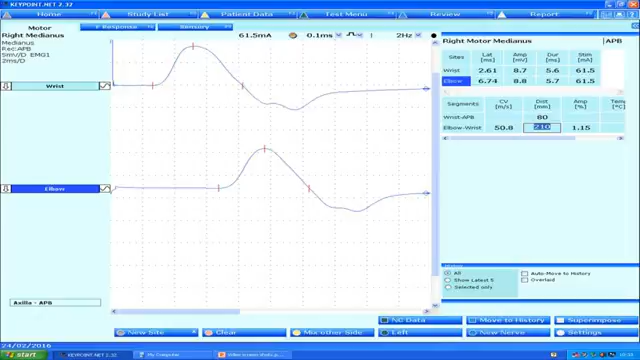 KEYPOINT.NET 2.32
Home Study List Patient Data Test Menu Review Report
Motor F Response Sensory
Right Medianus 61.5mA 0.1ms 2Hz
Medianus
Rec:APB
5mV/D EMG1
2ms/D
Wrist
Elbow
Axilla - APB
Right Motor Medianus APB
Sites Lat Amp Dur Stim
[ms] [mV] [ms] [mA]
Wrist 2.61 8.7 5.6 61.5
Elbow 6.74 8.8 5.7 61.5
Segments CV Dist Amp Temp
[m/s] [mm] [%] [°C]
Wrist-APB 80
Elbow-Wrist 50.8 210 1.15
All
Show Latest 5
Selected only
Auto-Move to History
Overlaid
No Data Move to History Superimpose
New Site Clear Mix other Side Left New Nerve Settings
24/02/2016
start KEYPOINT.NET 2.32 My Computer